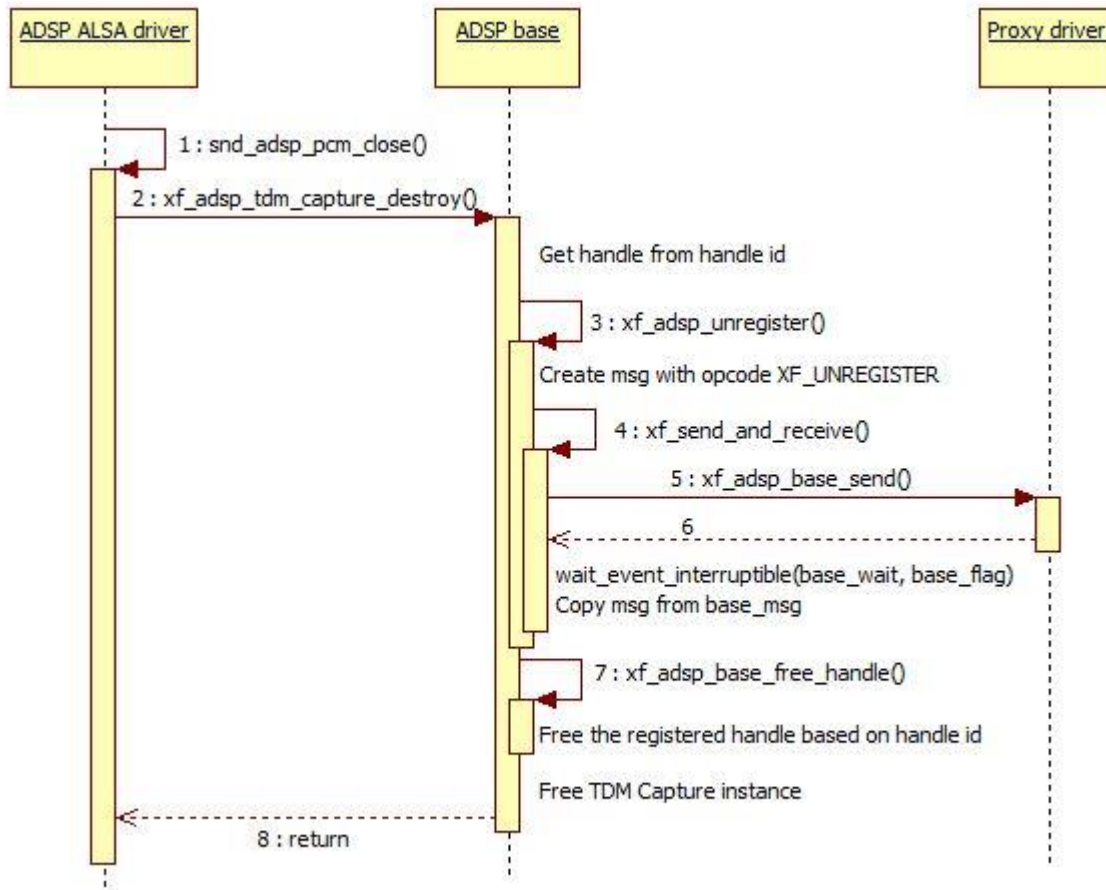 ADSP ALSA driver
ADSP base
Proxy driver
1 : snd_adsp_pcm_close()
2 : xf_adsp_tdm_capture_destroy()
Get handle from handle id
3 : xf_adsp_unregister()
Create msg with opcode XF_UNREGISTER
4 : xf_send_and_receive()
5 : xf_adsp_base_send()
6
wait_event_interruptible(base_wait, base_flag)
Copy msg from base_msg
7 : xf_adsp_base_free_handle()
Free the registered handle based on handle id
Free TDM Capture instance
8 : return